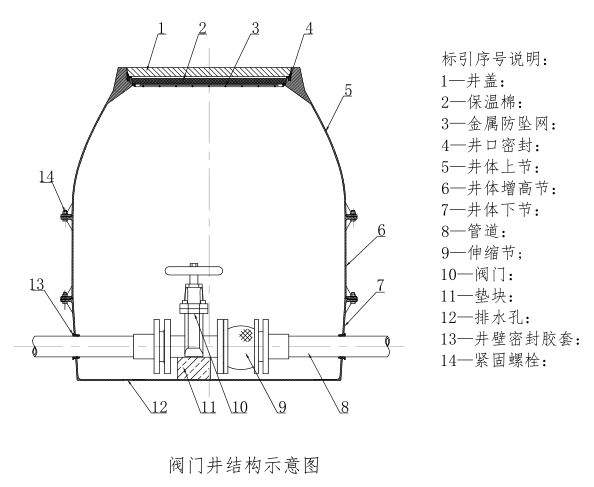 1
2
3
4
标引序号说明：
1—井盖：
2—保温棉：
3—金属防坠网：
4—井口密封：
5
5—井体上节：
14
6—井体增高节：
7—井体下节：
6
8—管道：
9—伸缩节；
13
7
10—阀门：
11—垫块：
12—排水孔：
13—井壁密封胶套：
14—紧固螺栓：
12
11
10
9
8
阀门井结构示意图